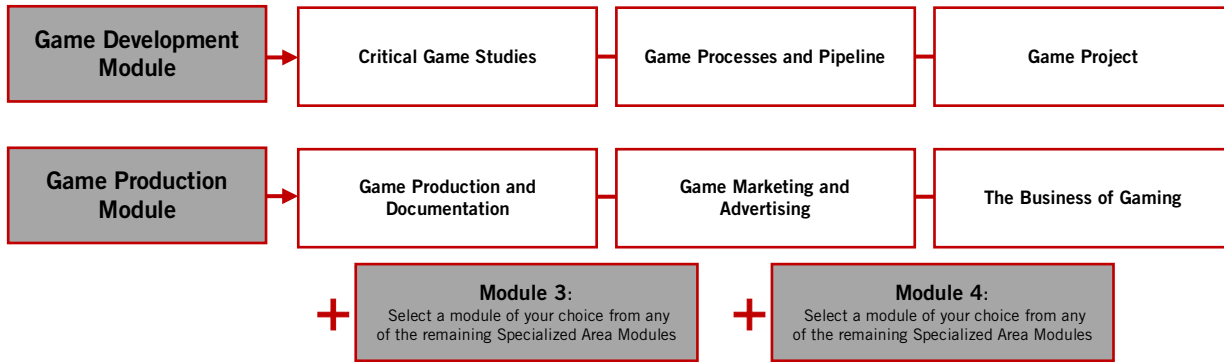 Game Development
Module
Critical Game Studies
Game Processes and Pipeline
Game Project
Game Production
Module
Game Production and
Documentation
Game Marketing and
Advertising
The Business of Gaming
+
Module 3:
Select a module of your choice from any
of the remaining Specialized Area Modules
+
Module 4:
Select a module of your choice from any
of the remaining Specialized Area Modules